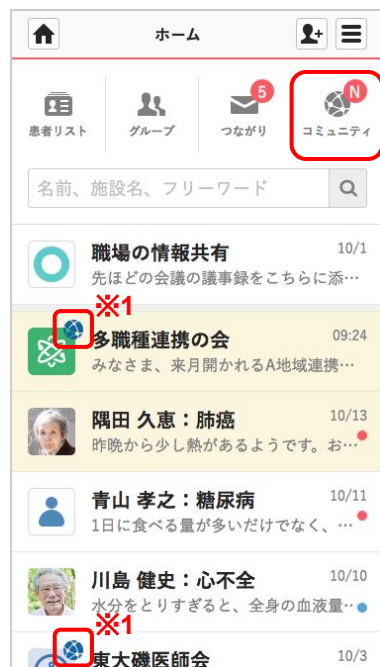 ホーム
5
N
患者リスト
グループ
つながり
コミュニティ
名前、施設名、フリーワード
職場の情報共有 10/1
先ほどの会議の議事録をこちらに添…
※1
多職種連携の会 09:24
みなさま、来月開かれるA地域連携…
隅田 久恵：肺癌 10/13
昨晩から少し熱があるようです。お…
青山 孝之：糖尿病 10/11
1日に食べる量が多いだけでなく、…
川島 健史：心不全 10/10
水分をとりすぎると、全身の血液量…
※1
東大磯医師会 10/3